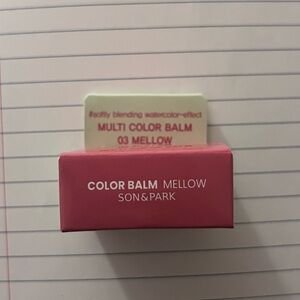 #softly blending watercolor-effect
MULTI COLOR BALM
03 MELLOW
COLOR BALM MELLOW
SON&PARK